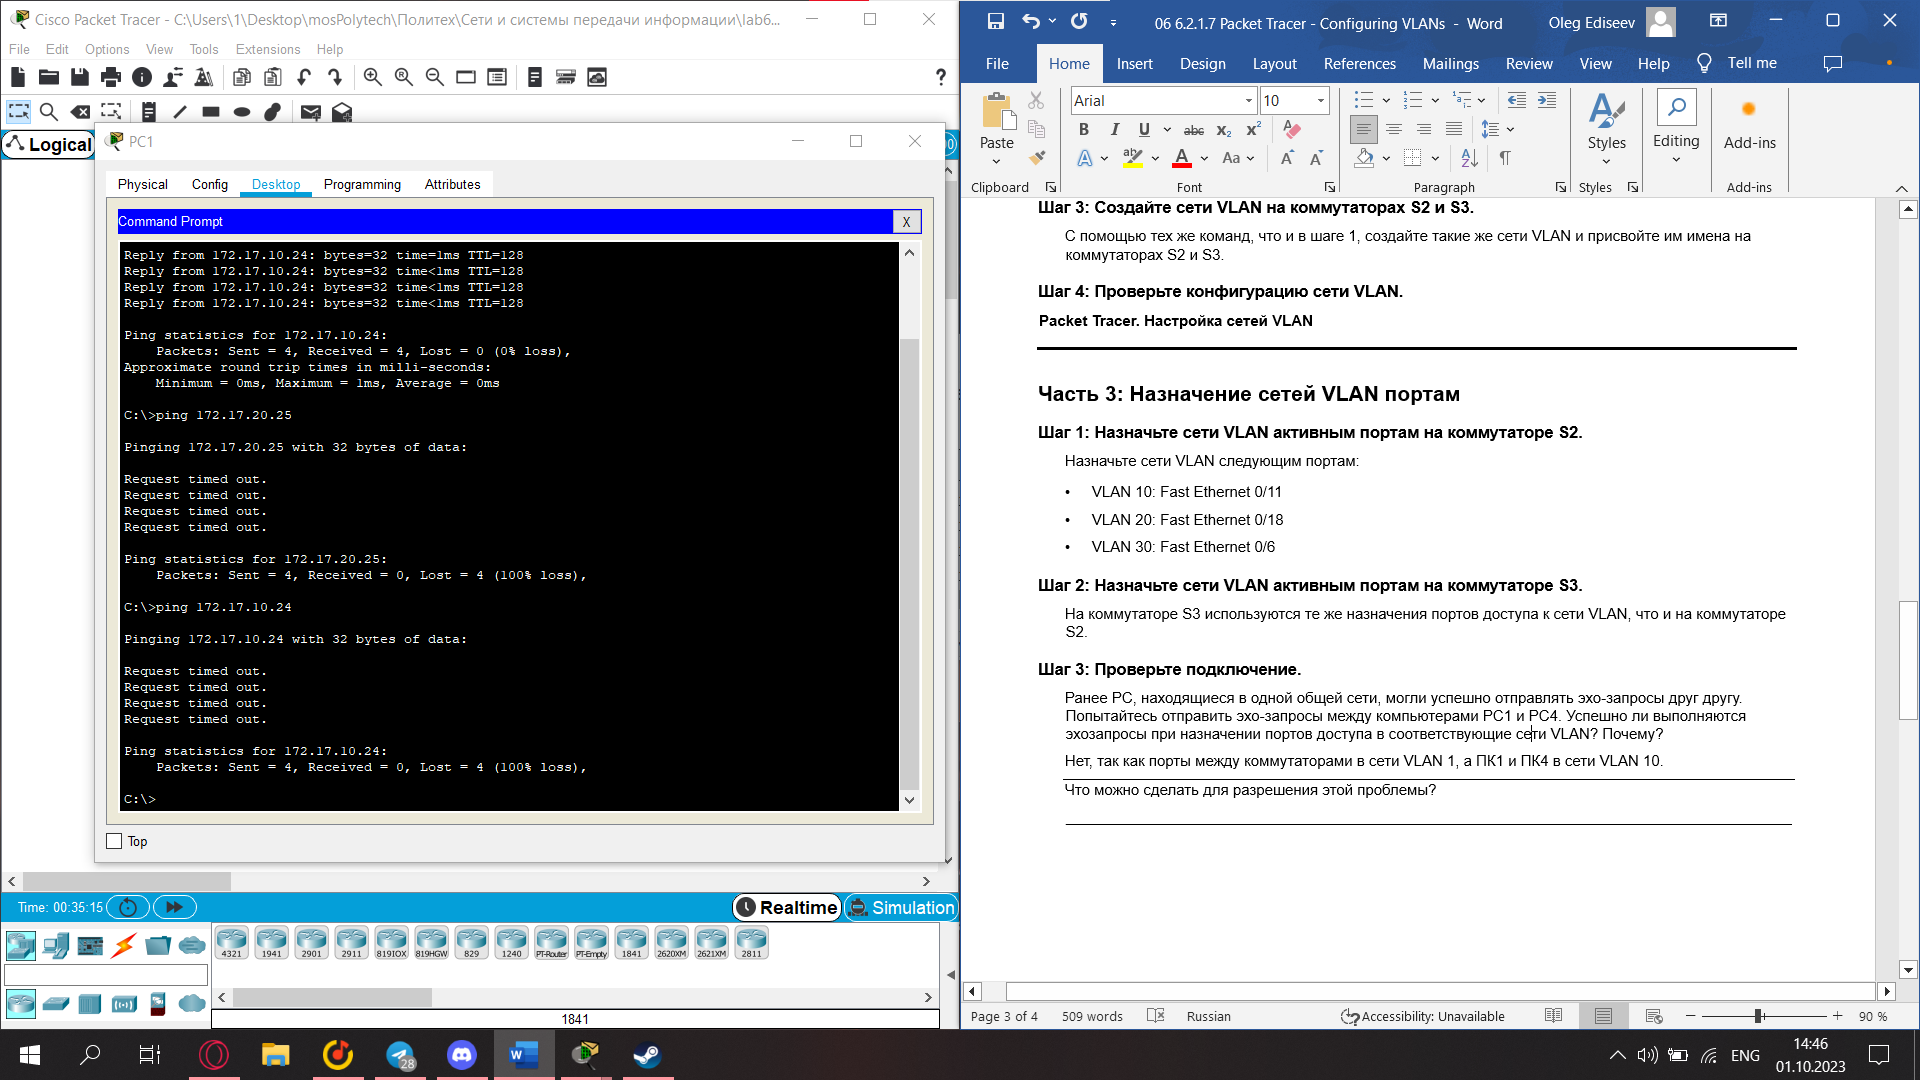 Cisco Packet Tracer - C:\Users\1\Desktop\mosPolytech\Политех\Сети и системы передачи информации\lab6...
File Edit Options View Tools Extensions Help
?
Logical
PC1
Physical Config Desktop Programming Attributes
Command Prompt
X
Reply from 172.17.10.24: bytes=32 time=1ms TTL=128
Reply from 172.17.10.24: bytes=32 time<1ms TTL=128
Reply from 172.17.10.24: bytes=32 time<1ms TTL=128
Reply from 172.17.10.24: bytes=32 time<1ms TTL=128
Ping statistics for 172.17.10.24:
Packets: Sent = 4, Received = 4, Lost = 0 (0% loss),
Approximate round trip times in milli-seconds:
Minimum = 0ms, Maximum = 1ms, Average = 0ms
C:\>ping 172.17.20.25
Pinging 172.17.20.25 with 32 bytes of data:
Request timed out.
Request timed out.
Request timed out.
Request timed out.
Ping statistics for 172.17.20.25:
Packets: Sent = 4, Received = 0, Lost = 4 (100% loss),
C:\>ping 172.17.10.24
Pinging 172.17.10.24 with 32 bytes of data:
Request timed out.
Request timed out.
Request timed out.
Request timed out.
Ping statistics for 172.17.10.24:
Packets: Sent = 4, Received = 0, Lost = 4 (100% loss),
C:\>
Top
Time: 00:35:15
Realtime Simulation
4321 1941 2901 2911 819IOX 819HGW 829 1240 PT-Router PT-Empty 1841 2620XM 2621XM 2811
1841
06 6.2.1.7 Packet Tracer - Configuring VLANs - Word
Oleg Ediseev
File Home Insert Design Layout References Mailings Review View Help Tell me
Arial 10
Paste
B I U abc x₂ x²
A ab A Aa A A
Styles
Editing
Add-ins
Clipboard Font Paragraph Styles Add-ins
Шаг 3: Создайте сети VLAN на коммутаторах S2 и S3.
С помощью тех же команд, что и в шаге 1, создайте такие же сети VLAN и присвойте им имена на
коммутаторах S2 и S3.
Шаг 4: Проверьте конфигурацию сети VLAN.
Packet Tracer. Настройка сетей VLAN
Часть 3: Назначение сетей VLAN портам
Шаг 1: Назначьте сети VLAN активным портам на коммутаторе S2.
Назначьте сети VLAN следующим портам:
• VLAN 10: Fast Ethernet 0/11
• VLAN 20: Fast Ethernet 0/18
• VLAN 30: Fast Ethernet 0/6
Шаг 2: Назначьте сети VLAN активным портам на коммутаторе S3.
На коммутаторе S3 используются те же назначения портов доступа к сети VLAN, что и на коммутаторе
S2.
Шаг 3: Проверьте подключение.
Ранее PC, находящиеся в одной общей сети, могли успешно отправлять эхо-запросы друг другу.
Попытайтесь отправить эхо-запросы между компьютерами PC1 и PC4. Успешно ли выполняются
эхозапросы при назначении портов доступа в соответствующие сети VLAN? Почему?
Нет, так как порты между коммутаторами в сети VLAN 1, а ПК1 и ПК4 в сети VLAN 10.
Что можно сделать для разрешения этой проблемы?
Page 3 of 4 509 words Russian Accessibility: Unavailable 90 %
28
ENG
14:46
01.10.2023